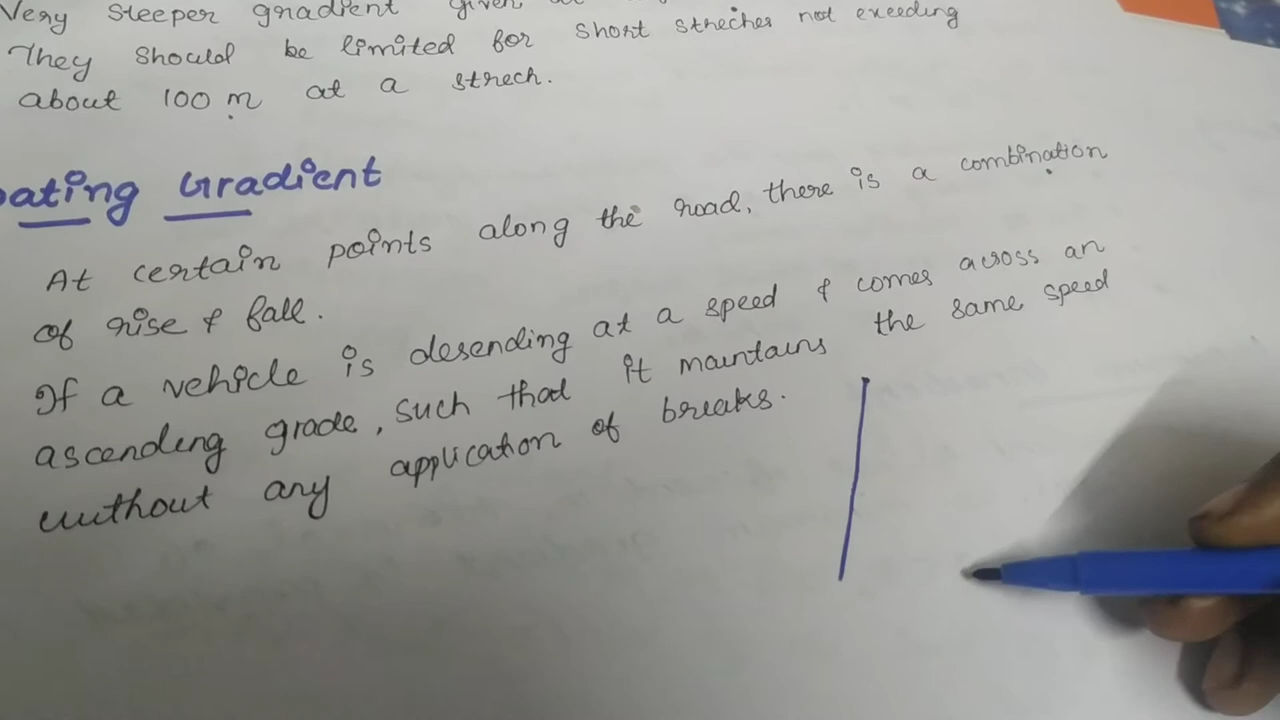 Very steeper gradient given
They should be limited for short streches not exeeding
about 100 m at a strech.
ating Gradient
At certain points along the road, there is a combination
of rise & fall.
If a vehicle is desending at a speed & comes across an
ascending grade, such that it maintains the same speed
without any application of breaks.